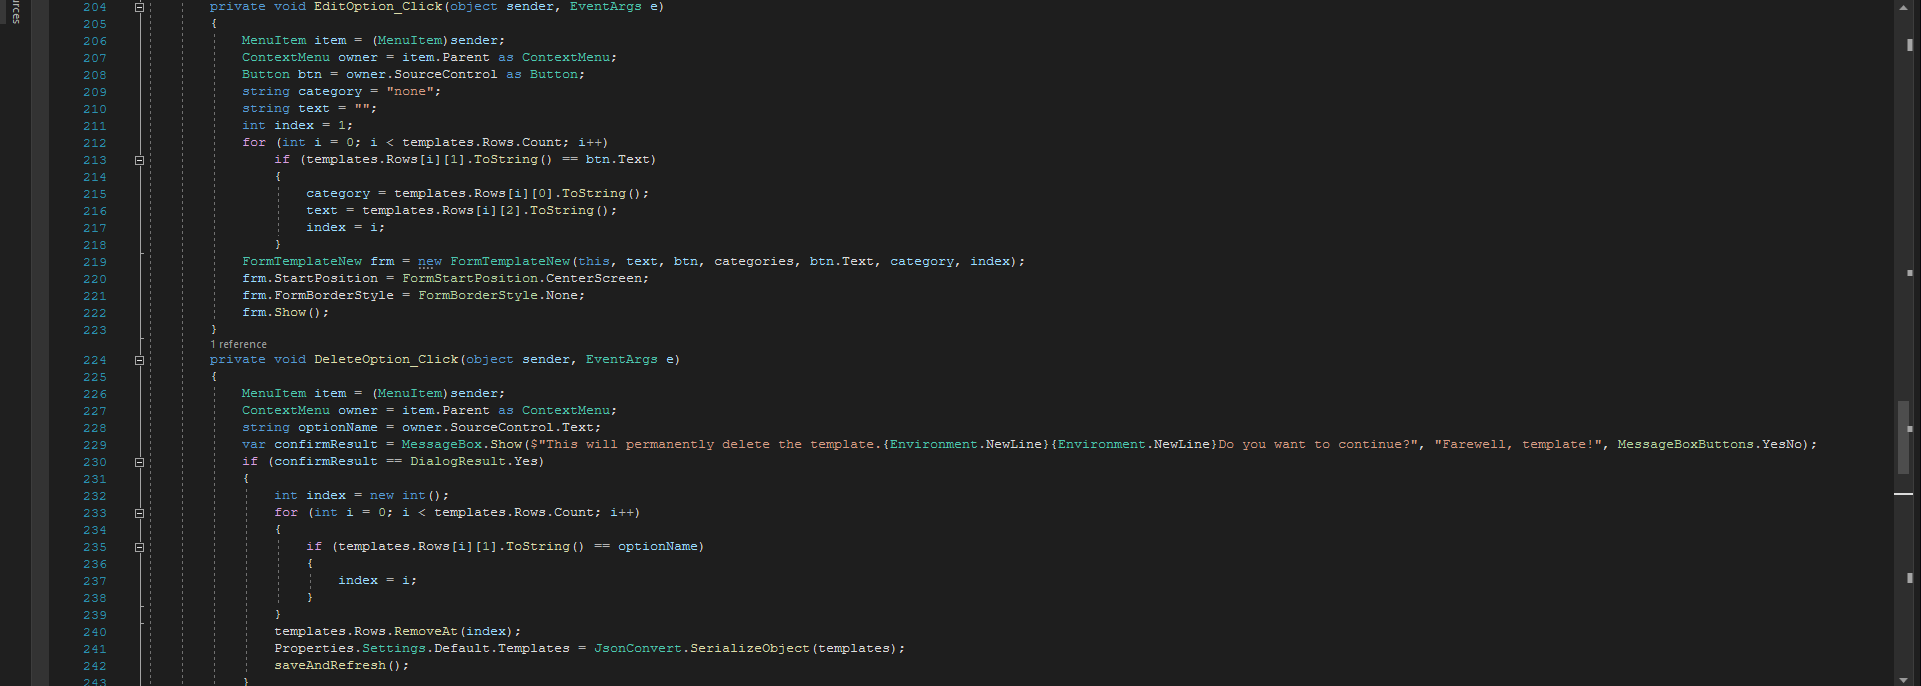 urces
204 private void EditOption_Click(object sender, EventArgs e)
205 {
206 MenuItem item = (MenuItem)sender;
207 ContextMenu owner = item.Parent as ContextMenu;
208 Button btn = owner.SourceControl as Button;
209 string category = "none";
210 string text = "";
211 int index = 1;
212 for (int i = 0; i < templates.Rows.Count; i++)
213 if (templates.Rows[i][1].ToString() == btn.Text)
214 {
215 category = templates.Rows[i][0].ToString();
216 text = templates.Rows[i][2].ToString();
217 index = i;
218 }
219 FormTemplateNew frm = new FormTemplateNew(this, text, btn, categories, btn.Text, category, index);
220 frm.StartPosition = FormStartPosition.CenterScreen;
221 frm.FormBorderStyle = FormBorderStyle.None;
222 frm.Show();
223 }
1 reference
224 private void DeleteOption_Click(object sender, EventArgs e)
225 {
226 MenuItem item = (MenuItem)sender;
227 ContextMenu owner = item.Parent as ContextMenu;
228 string optionName = owner.SourceControl.Text;
229 var confirmResult = MessageBox.Show($"This will permanently delete the template.{Environment.NewLine}{Environment.NewLine}Do you want to continue?", "Farewell, template!", MessageBoxButtons.YesNo);
230 if (confirmResult == DialogResult.Yes)
231 {
232 int index = new int();
233 for (int i = 0; i < templates.Rows.Count; i++)
234 {
235 if (templates.Rows[i][1].ToString() == optionName)
236 {
237 index = i;
238 }
239 }
240 templates.Rows.RemoveAt(index);
241 Properties.Settings.Default.Templates = JsonConvert.SerializeObject(templates);
242 saveAndRefresh();
243 }